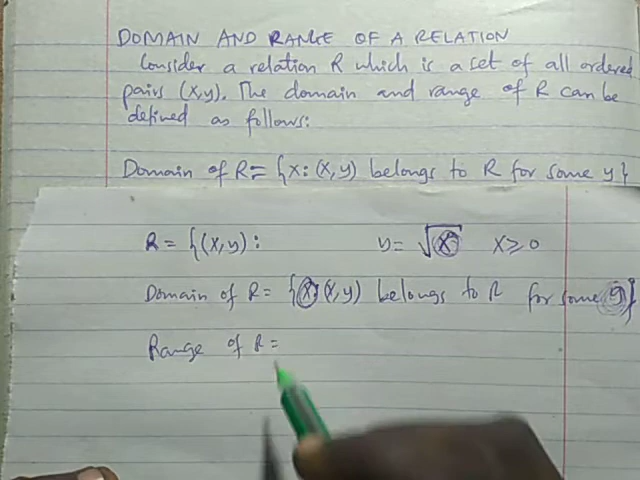 DOMAIN AND RANGE OF A RELATION
Consider a relation R which is a set of all ordered
pairs (x,y). The domain and range of R can be
defined as follows:
Domain of R = {x: (x,y) belongs to R for some y}
R = {(x,y): y = √x x ≥ 0
Domain of R = {x: (x,y) belongs to R for some y}
Range of R =